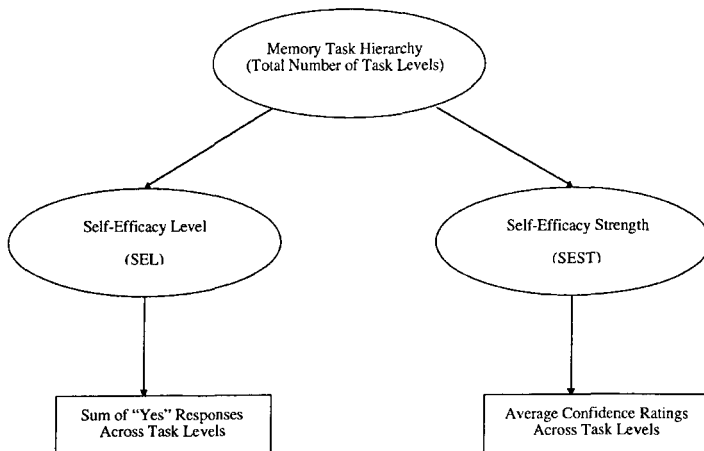 Memory Task Hierarchy
(Total Number of Task Levels)
Self-Efficacy Level
(SEL)
Self-Efficacy Strength
(SEST)
Sum of "Yes" Responses
Across Task Levels
Average Confidence Ratings
Across Task Levels